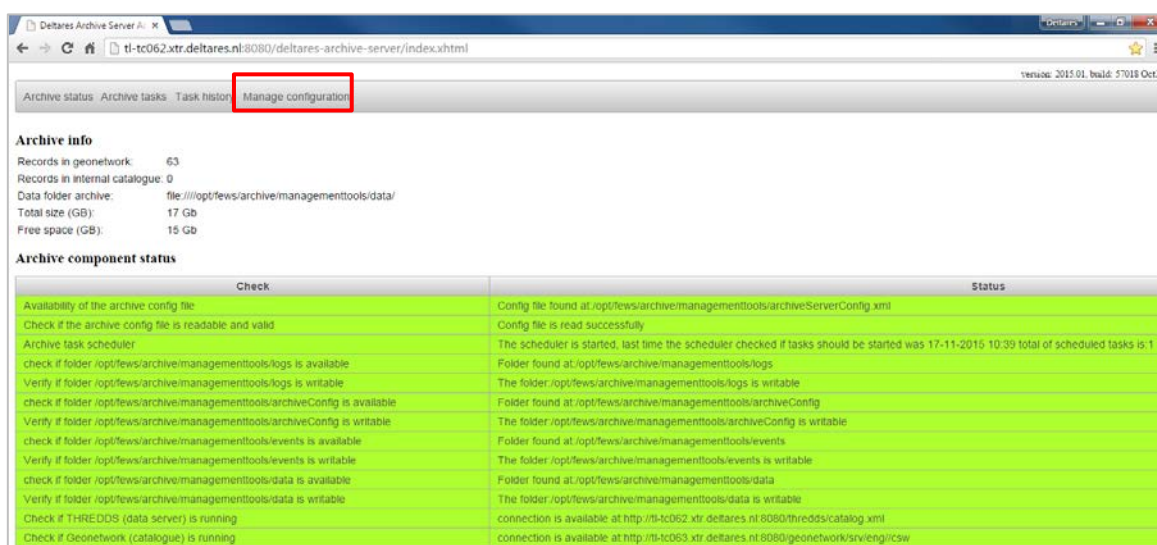 Deltares Archive Server A
Deltares
tl-tc062.xtr.deltares.nl:8080/deltares-archive-server/index.xhtml
version: 2015.01, build: 57018 Oct.
Archive status Archive tasks Task history Manage configuration
Archive info
Records in geonetwork: 63
Records in internal catalogue: 0
Data folder archive: file:////opt/fews/archive/managementtools/data/
Total size (GB): 17 Gb
Free space (GB): 15 Gb
Archive component status
Check Status
Availability of the archive config file Config file found at:/opt/fews/archive/managementtools/archiveServerConfig.xml
Check if the archive config file is readable and valid Config file is read successfully
Archive task scheduler The scheduler is started, last time the scheduler checked if tasks should be started was 17-11-2015 10:39 total of scheduled tasks is:1
check if folder /opt/fews/archive/managementtools/logs is available Folder found at:/opt/fews/archive/managementtools/logs
Verify if folder /opt/fews/archive/managementtools/logs is writable The folder:/opt/fews/archive/managementtools/logs is writable
check if folder /opt/fews/archive/managementtools/archiveConfig is available Folder found at:/opt/fews/archive/managementtools/archiveConfig
Verify if folder /opt/fews/archive/managementtools/archiveConfig is writable The folder:/opt/fews/archive/managementtools/archiveConfig is writable
check if folder /opt/fews/archive/managementtools/events is available Folder found at:/opt/fews/archive/managementtools/events
Verify if folder /opt/fews/archive/managementtools/events is writable The folder:/opt/fews/archive/managementtools/events is writable
check if folder /opt/fews/archive/managementtools/data is available Folder found at:/opt/fews/archive/managementtools/data
Verify if folder /opt/fews/archive/managementtools/data is writable The folder:/opt/fews/archive/managementtools/data is writable
Check if THREDDS (data server) is running connection is available at:http://tl-tc062.xtr.deltares.nl:8080/thredds/catalog.xml
Check if Geonetwork (catalogue) is running connection is available at:http://tl-tc063.xtr.deltares.nl:8080/geonetwork/srv/eng//csw